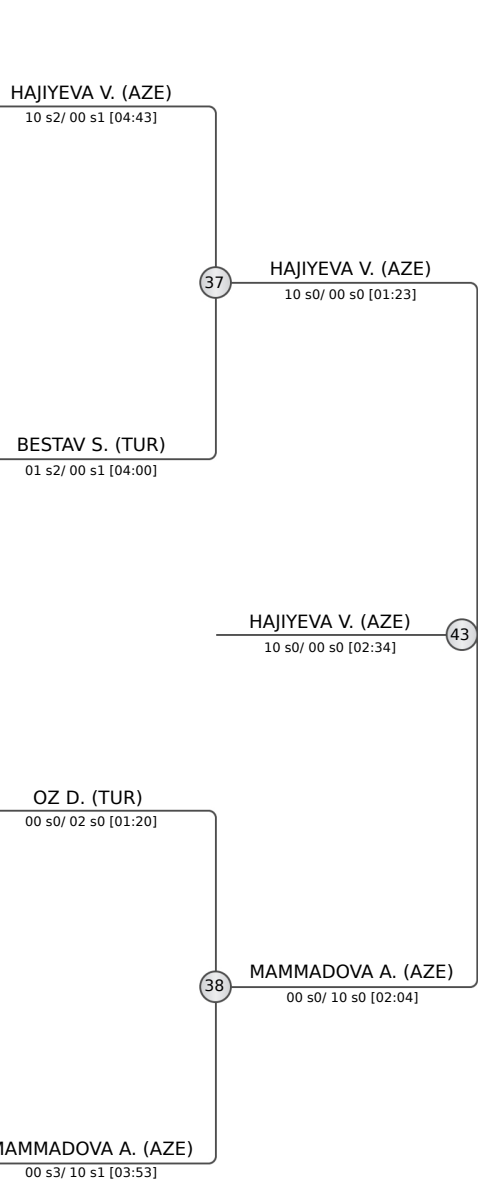 HAJIYEVA V. (AZE)
10 s2/ 00 s1 [04:43]
37
HAJIYEVA V. (AZE)
10 s0/ 00 s0 [01:23]
BESTAV S. (TUR)
01 s2/ 00 s1 [04:00]
HAJIYEVA V. (AZE)
43
10 s0/ 00 s0 [02:34]
OZ D. (TUR)
00 s0/ 02 s0 [01:20]
38
MAMMADOVA A. (AZE)
00 s0/ 10 s0 [02:04]
MAMMADOVA A. (AZE)
00 s3/ 10 s1 [03:53]